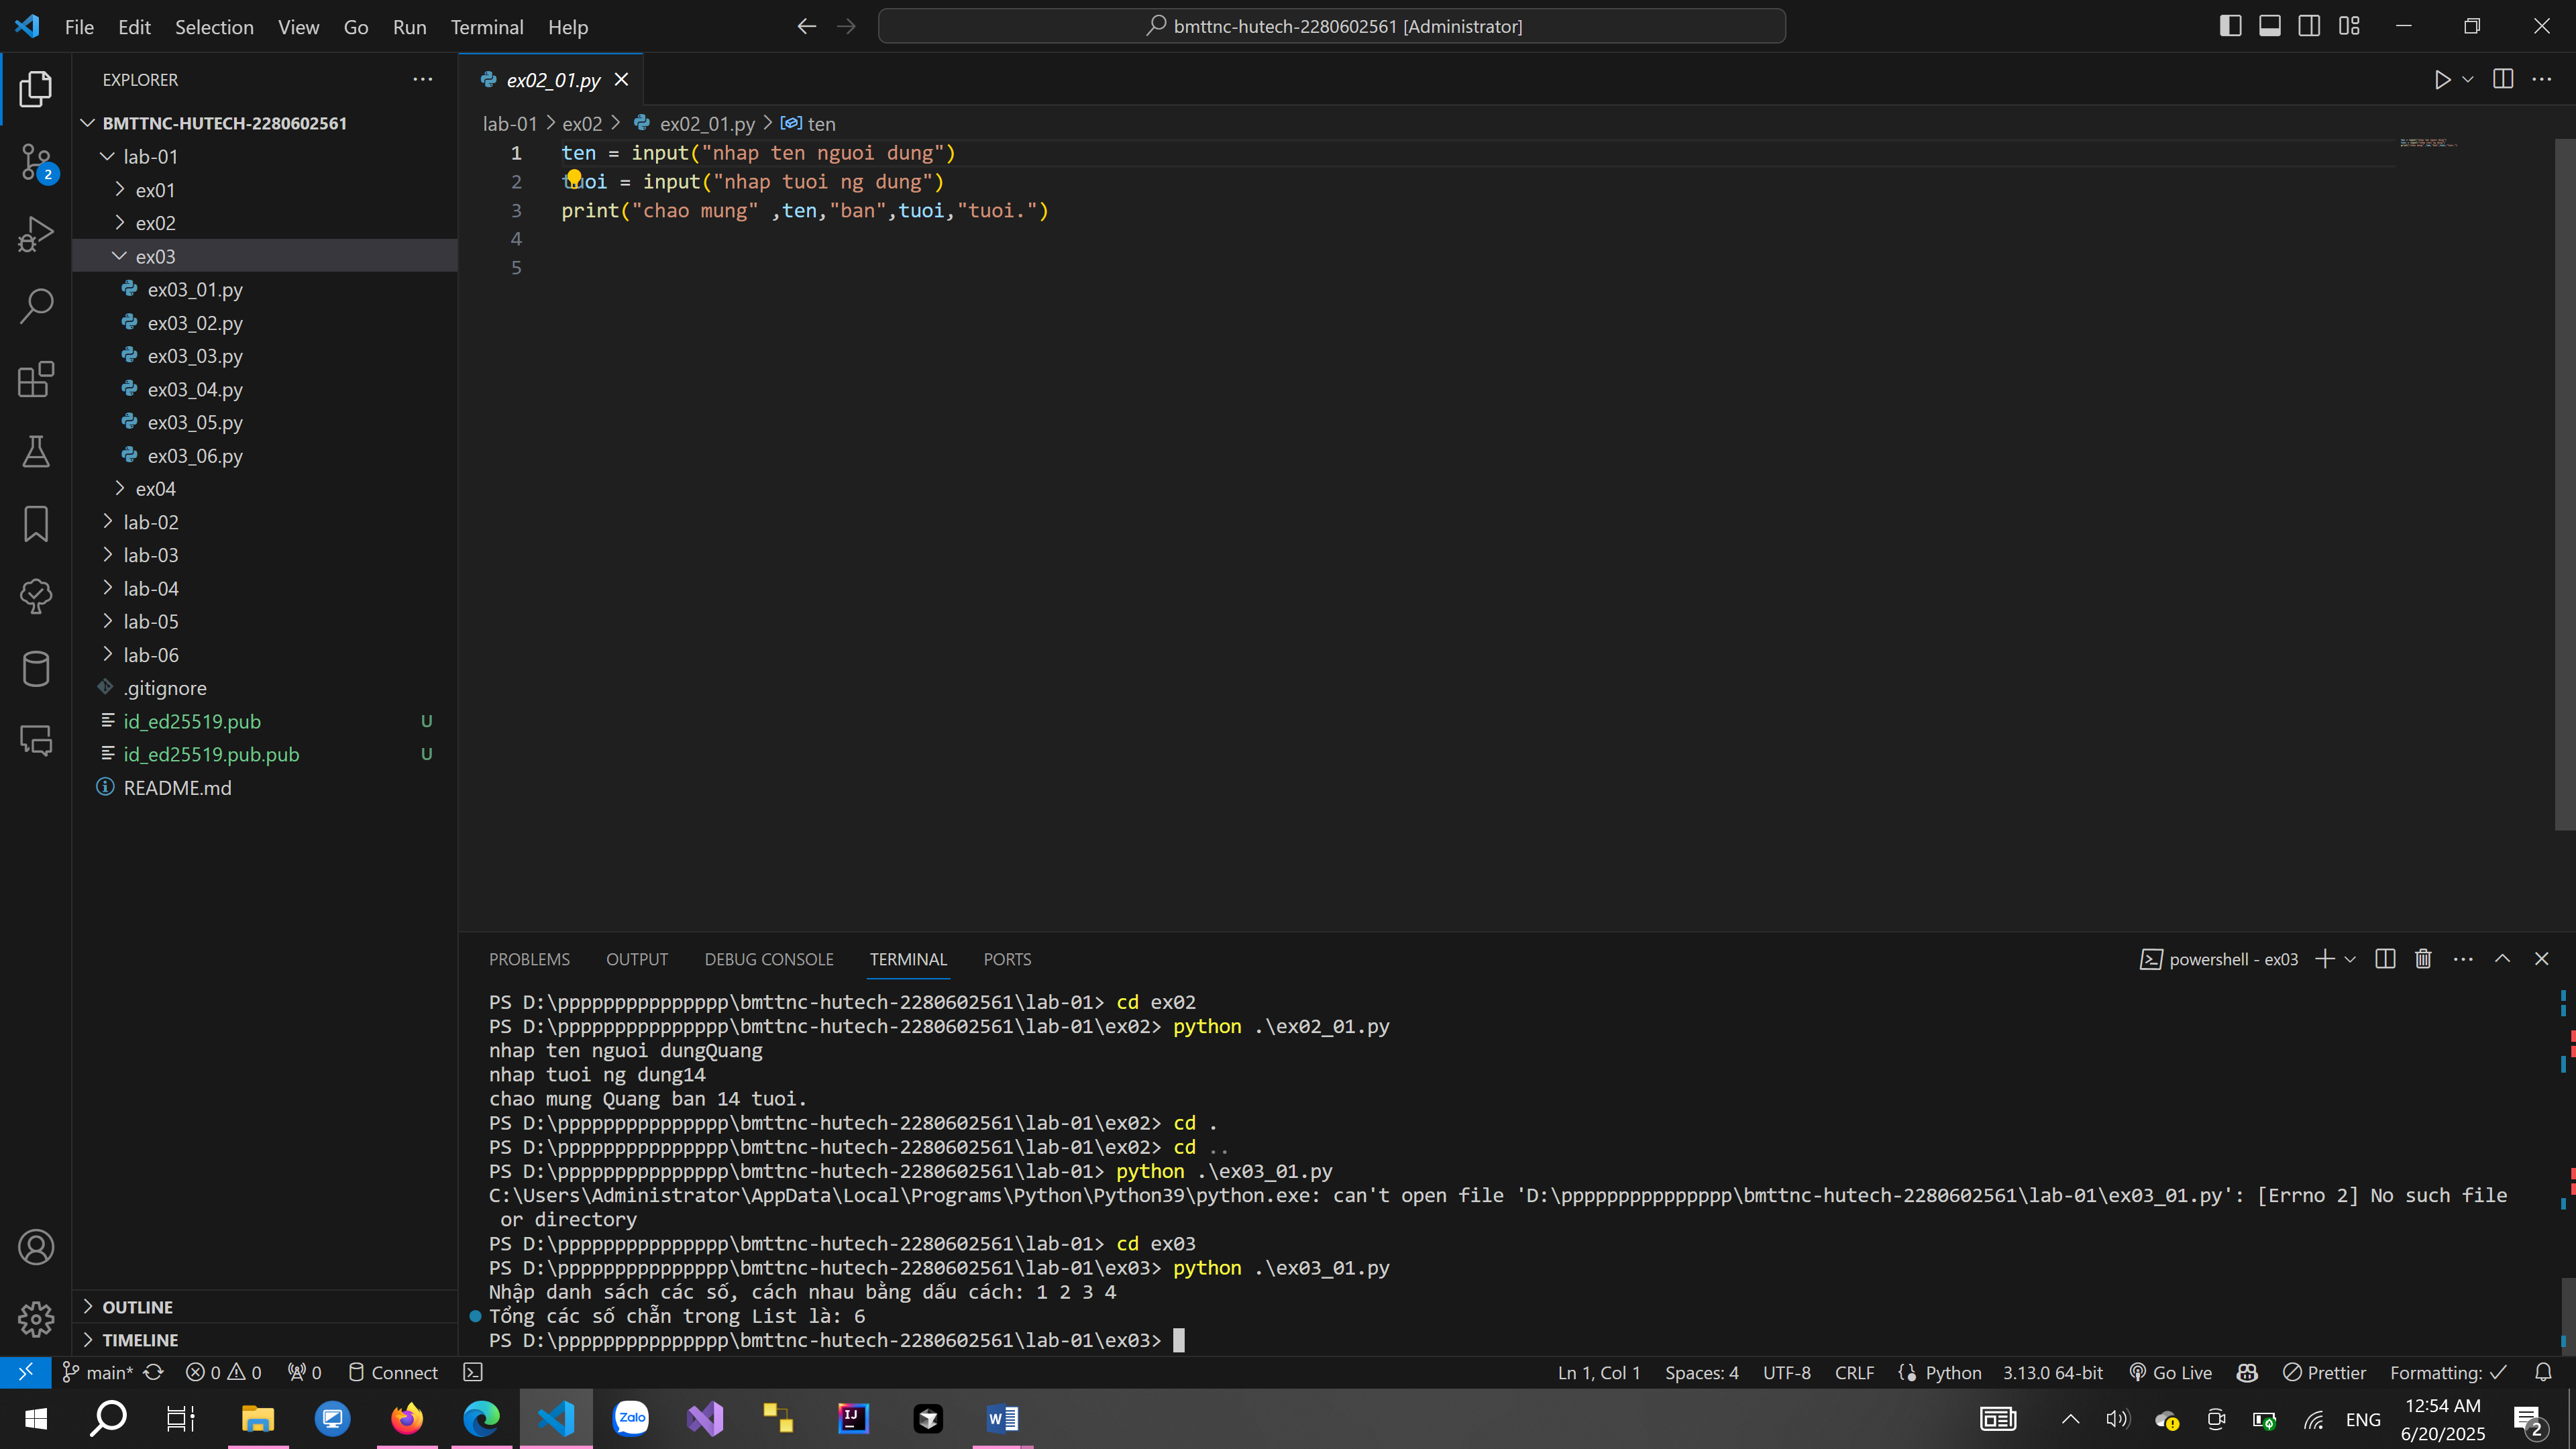 File Edit Selection View Go Run Terminal Help
bmttnc-hutech-2280602561 [Administrator]
EXPLORER
BMTTNC-HUTECH-2280602561
lab-01
ex01
ex02
ex03
ex03_01.py
ex03_02.py
ex03_03.py
ex03_04.py
ex03_05.py
ex03_06.py
ex04
lab-02
lab-03
lab-04
lab-05
lab-06
.gitignore
id_ed25519.pub U
id_ed25519.pub.pub U
README.md
OUTLINE
TIMELINE
2
ex02_01.py
lab-01 > ex02 > ex02_01.py > ten
1 ten = input("nhap ten nguoi dung")
2 tuoi = input("nhap tuoi ng dung")
3 print("chao mung" ,ten,"ban",tuoi,"tuoi.")
4
5
PROBLEMS OUTPUT DEBUG CONSOLE TERMINAL PORTS
powershell - ex03
PS D:\ppppppppppppppp\bmttnc-hutech-2280602561\lab-01> cd ex02
PS D:\ppppppppppppppp\bmttnc-hutech-2280602561\lab-01\ex02> python .\ex02_01.py
nhap ten nguoi dungQuang
nhap tuoi ng dung14
chao mung Quang ban 14 tuoi.
PS D:\ppppppppppppppp\bmttnc-hutech-2280602561\lab-01\ex02> cd .
PS D:\ppppppppppppppp\bmttnc-hutech-2280602561\lab-01\ex02> cd ..
PS D:\ppppppppppppppp\bmttnc-hutech-2280602561\lab-01> python .\ex03_01.py
C:\Users\Administrator\AppData\Local\Programs\Python\Python39\python.exe: can't open file 'D:\ppppppppppppppp\bmttnc-hutech-2280602561\lab-01\ex03_01.py': [Errno 2] No such file
or directory
PS D:\ppppppppppppppp\bmttnc-hutech-2280602561\lab-01> cd ex03
PS D:\ppppppppppppppp\bmttnc-hutech-2280602561\lab-01\ex03> python .\ex03_01.py
Nhập danh sách các số, cách nhau bằng dấu cách: 1 2 3 4
Tổng các số chẵn trong List là: 6
PS D:\ppppppppppppppp\bmttnc-hutech-2280602561\lab-01\ex03>
main* 0 0 0 Connect
Ln 1, Col 1 Spaces: 4 UTF-8 CRLF Python 3.13.0 64-bit Go Live Prettier Formatting:
Zalo IJ W
ENG
12:54 AM
6/20/2025
2